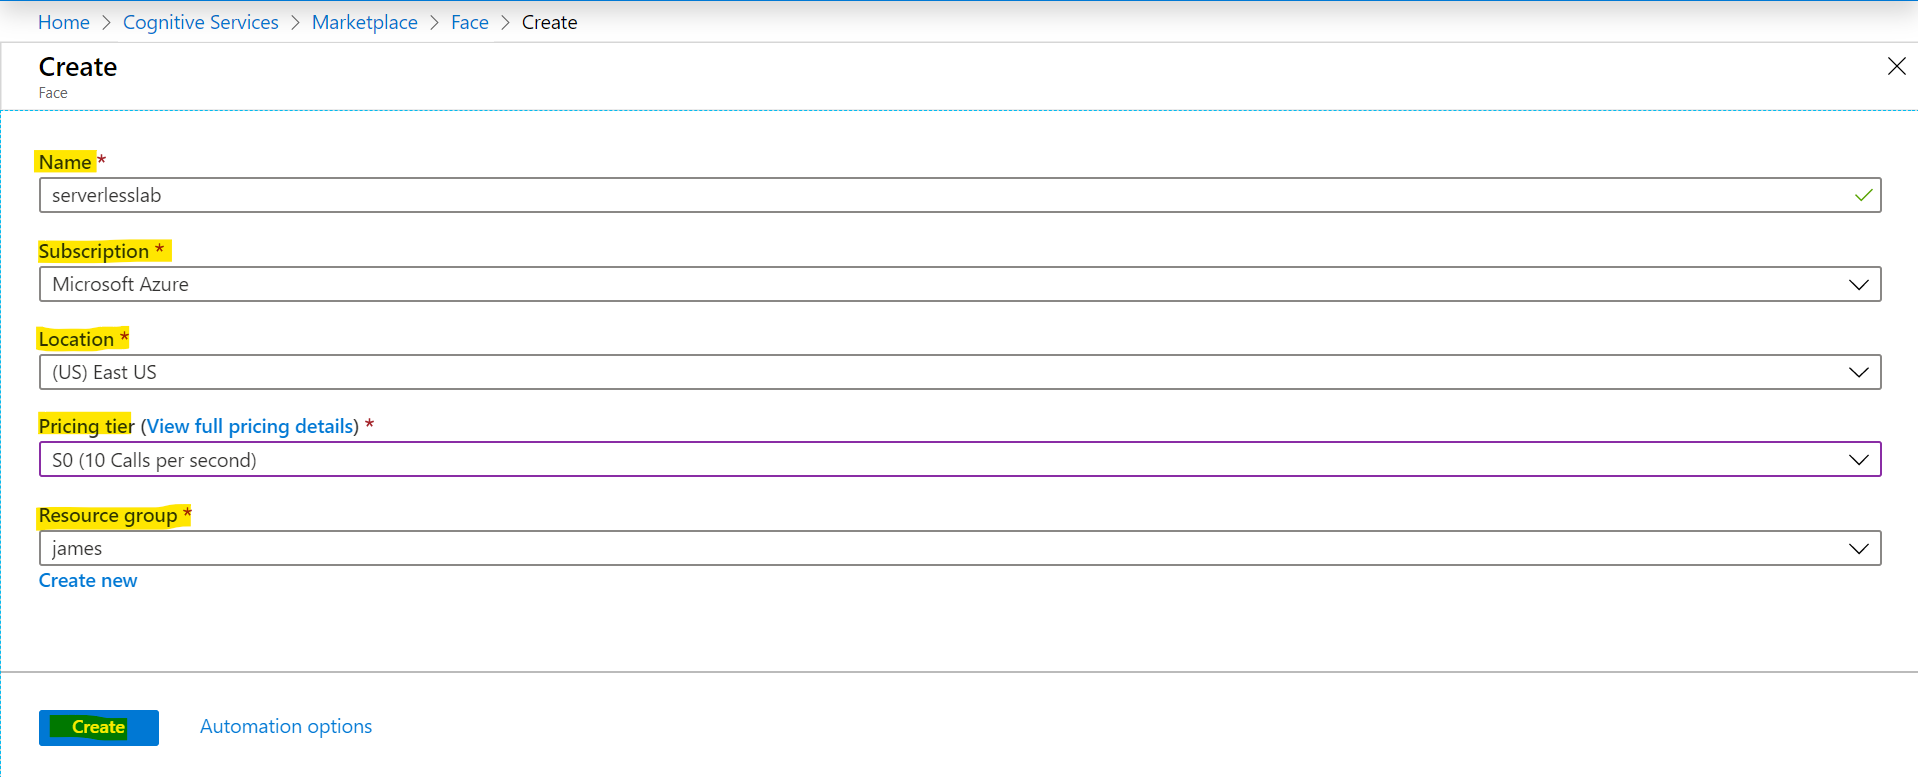 Home > Cognitive Services > Marketplace > Face > Create
Create
Face
Name *
serverlesslab
Subscription *
Microsoft Azure
Location *
(US) East US
Pricing tier (View full pricing details) *
S0 (10 Calls per second)
Resource group *
james
Create new
Create Automation options